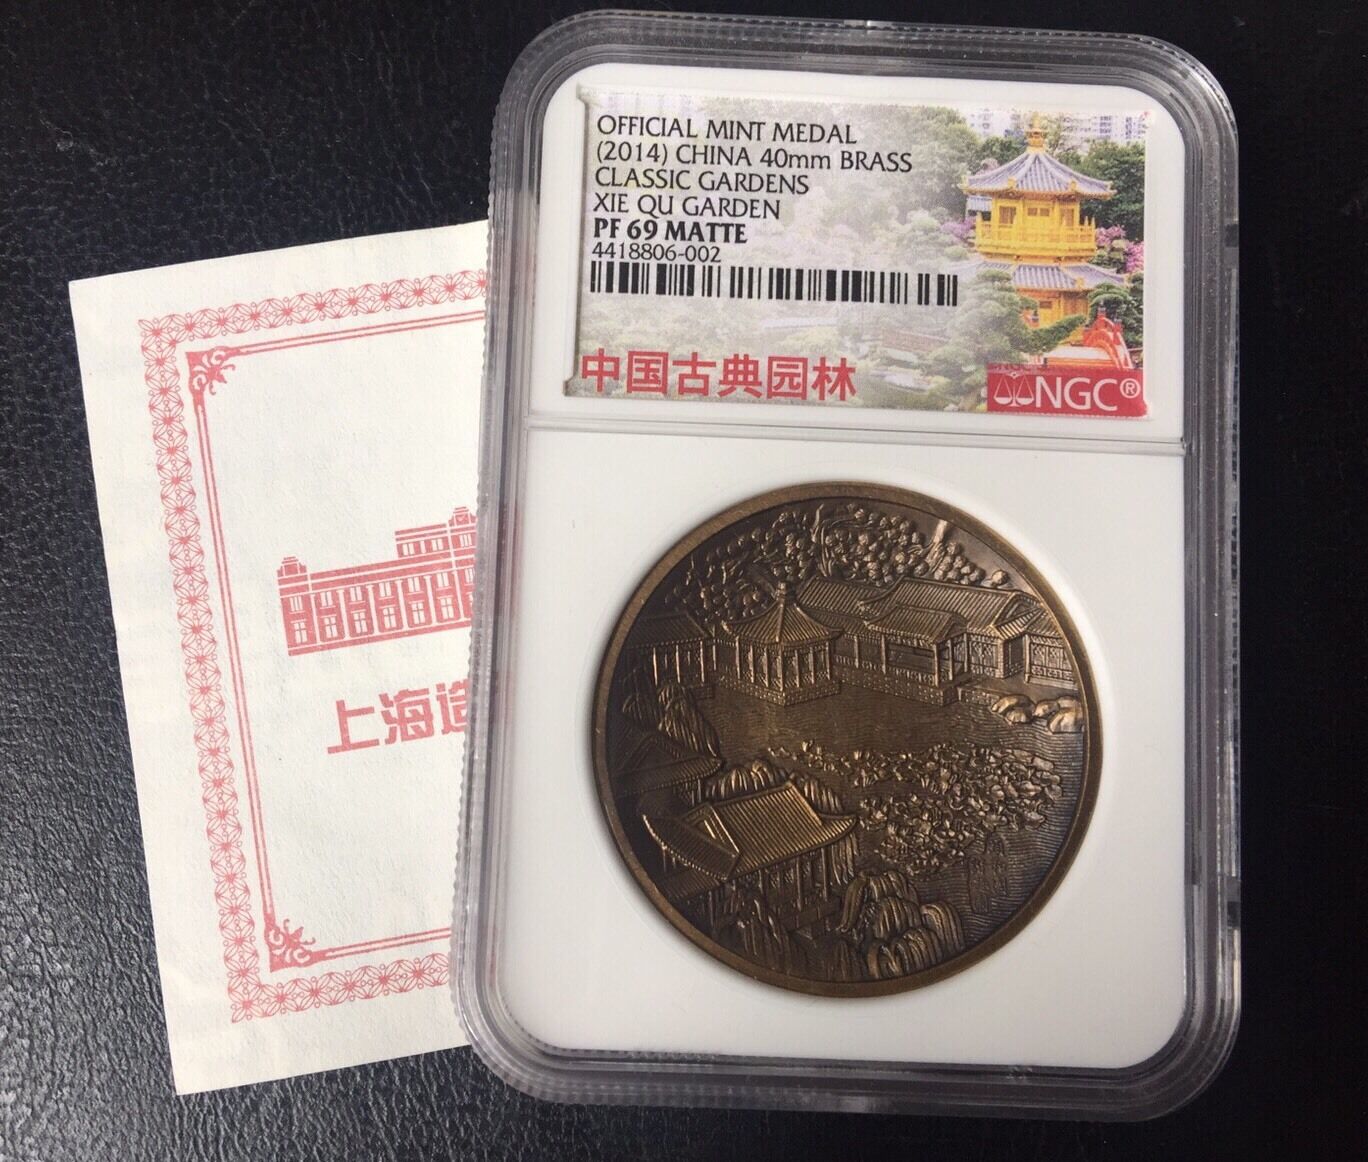 OFFICIAL MINT MEDAL
(2014) CHINA 40mm BRASS
CLASSIC GARDENS
XIE QU GARDEN
PF 69 MATTE
4418806-002
中国古典园林
NGC®
上海造